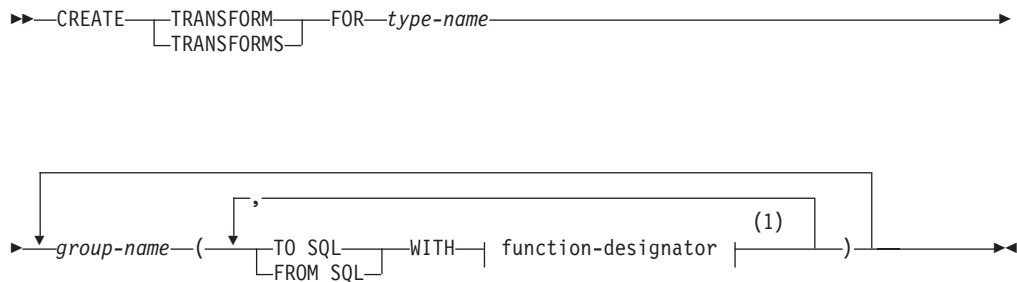 CREATE TRANSFORM FOR type-name
TRANSFORMS
,
(1)
group-name ( TO SQL WITH function-designator )
FROM SQL